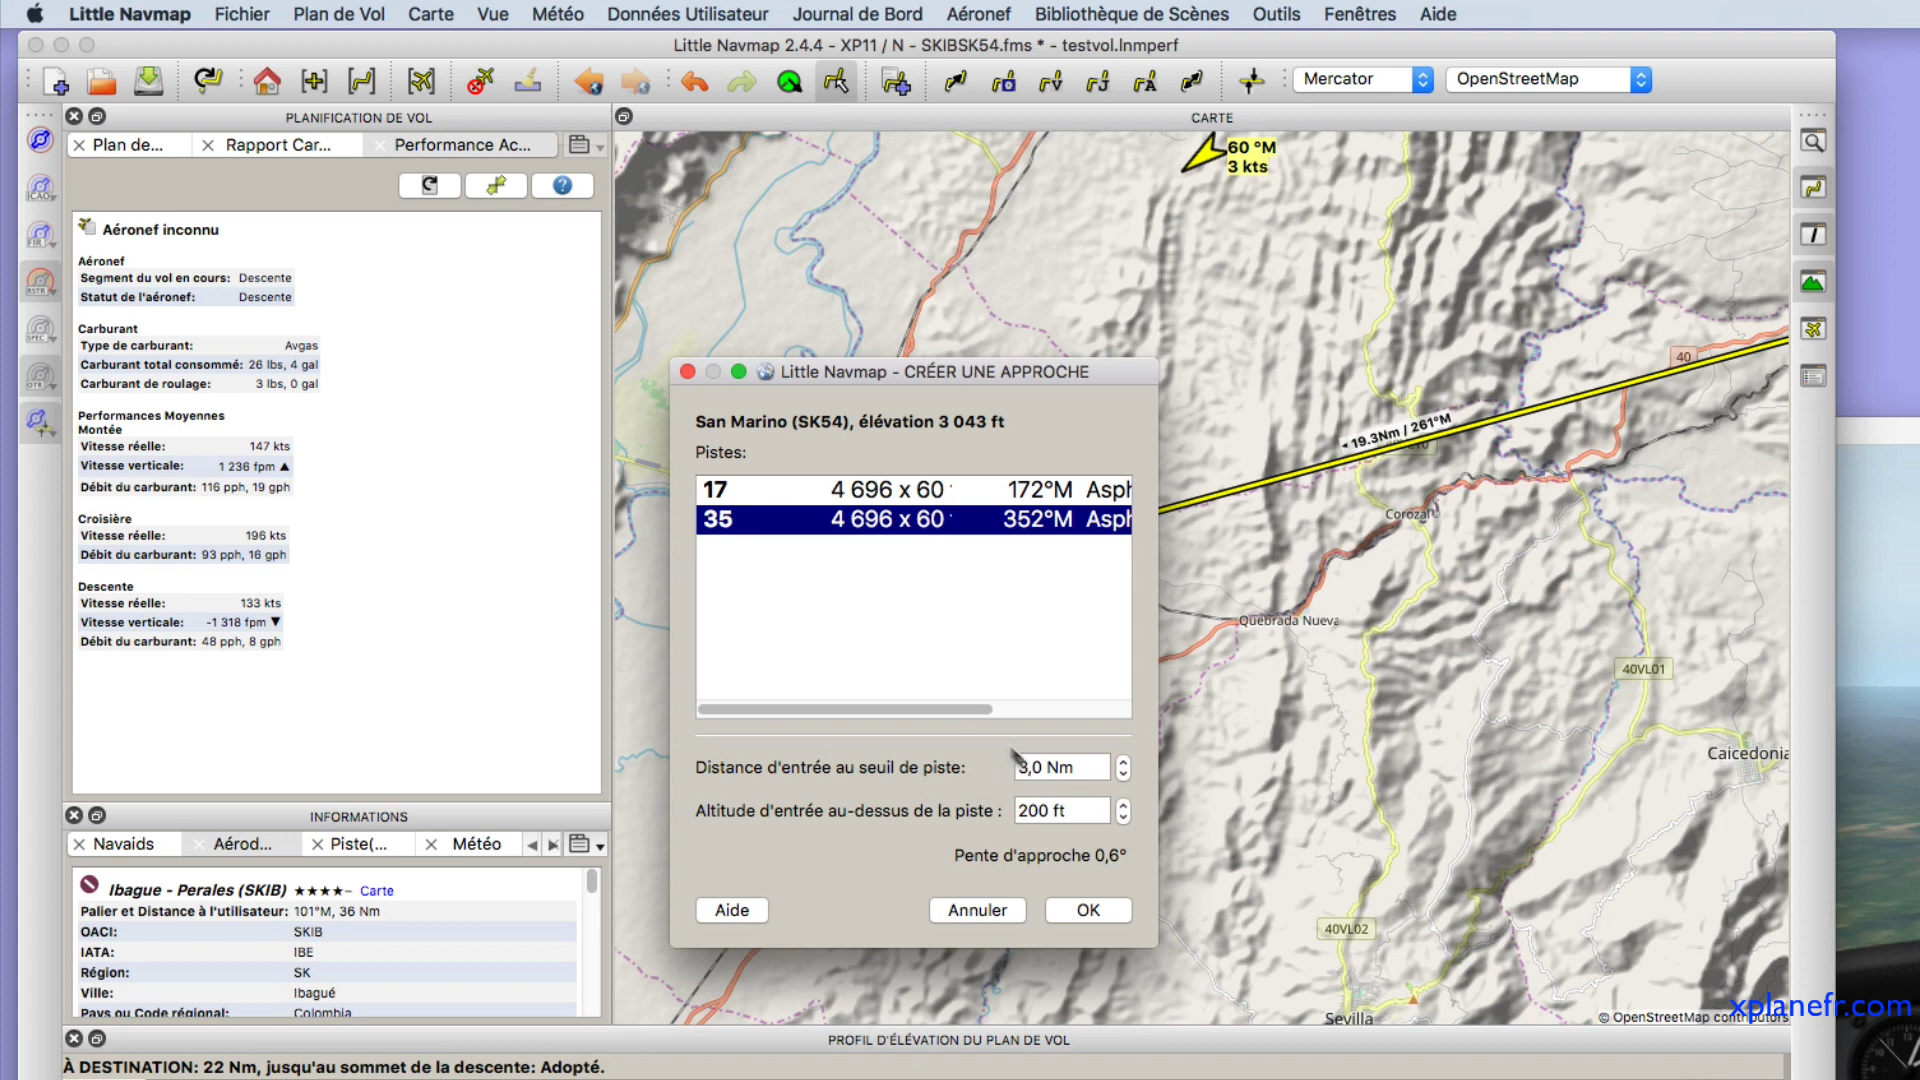 Little Navmap Fichier Plan de Vol Carte Vue Météo Données Utilisateur Journal de Bord Aéronef Bibliothèque de Scènes Outils Fenêtres Aide
Little Navmap 2.4.4 - XP11 / N - SKIBSK54.fms * - testvol.lnmperf
Mercator
OpenStreetMap
PLANIFICATION DE VOL
Plan de...
Rapport Car...
Performance Ac...
Aéronef inconnu
Aéronef
Segment du vol en cours: Descente
Statut de l'aéronef: Descente
Carburant
Type de carburant: Avgas
Carburant total consommé: 26 lbs, 4 gal
Carburant de roulage: 3 lbs, 0 gal
Performances Moyennes
Montée
Vitesse réelle: 147 kts
Vitesse verticale: 1 236 fpm ▲
Débit du carburant: 116 pph, 19 gph
Croisière
Vitesse réelle: 196 kts
Débit du carburant: 93 pph, 16 gph
Descente
Vitesse réelle: 133 kts
Vitesse verticale: -1 318 fpm ▼
Débit du carburant: 48 pph, 8 gph
INFORMATIONS
Navaids
Aérod...
Piste(...
Météo
Ibague - Perales (SKIB) ★★★★– Carte
Palier et Distance à l'utilisateur: 101°M, 36 Nm
OACI: SKIB
IATA: IBE
Région: SK
Ville: Ibagué
Pays ou Code régional: Colombia
CARTE
60 °M
3 kts
40
19.3Nm / 261°M
Corozal
Quebrada Nueva
40VL01
Caicedonia
40VL02
Sevilla
© OpenStreetMap contributors
xplanefr.com
ICAO
FIR
RSTR
SPEC
OTR
Little Navmap - CRÉER UNE APPROCHE
San Marino (SK54), élévation 3 043 ft
Pistes:
17 4 696 x 60 172°M Asph
35 4 696 x 60 352°M Asph
Distance d'entrée au seuil de piste: 3,0 Nm
Altitude d'entrée au-dessus de la piste : 200 ft
Pente d'approche 0,6°
Aide
Annuler
OK
PROFIL D'ÉLÉVATION DU PLAN DE VOL
À DESTINATION: 22 Nm, jusqu'au sommet de la descente: Adopté.